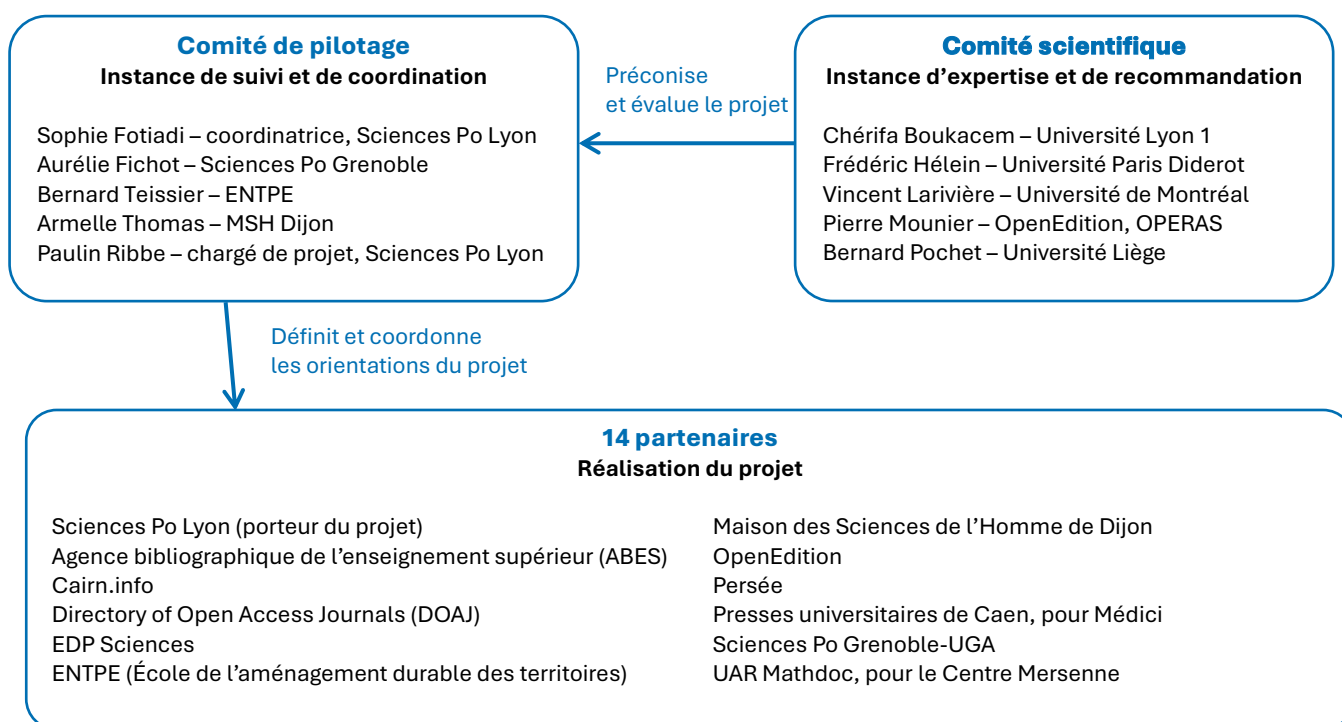 Comité de pilotage
Instance de suivi et de coordination
Sophie Fotiadi – coordinatrice, Sciences Po Lyon
Aurélie Fichot – Sciences Po Grenoble
Bernard Teissier – ENTPE
Armelle Thomas – MSH Dijon
Paulin Ribbe – chargé de projet, Sciences Po Lyon
Préconise
et évalue le projet
Comité scientifique
Instance d’expertise et de recommandation
Chérifa Boukacem – Université Lyon 1
Frédéric Hélein – Université Paris Diderot
Vincent Larivière – Université de Montréal
Pierre Mounier – OpenEdition, OPERAS
Bernard Pochet – Université Liège
Définit et coordonne
les orientations du projet
14 partenaires
Réalisation du projet
Sciences Po Lyon (porteur du projet)
Agence bibliographique de l’enseignement supérieur (ABES)
Cairn.info
Directory of Open Access Journals (DOAJ)
EDP Sciences
ENTPE (École de l’aménagement durable des territoires)
Maison des Sciences de l’Homme de Dijon
OpenEdition
Persée
Presses universitaires de Caen, pour Médici
Sciences Po Grenoble-UGA
UAR Mathdoc, pour le Centre Mersenne